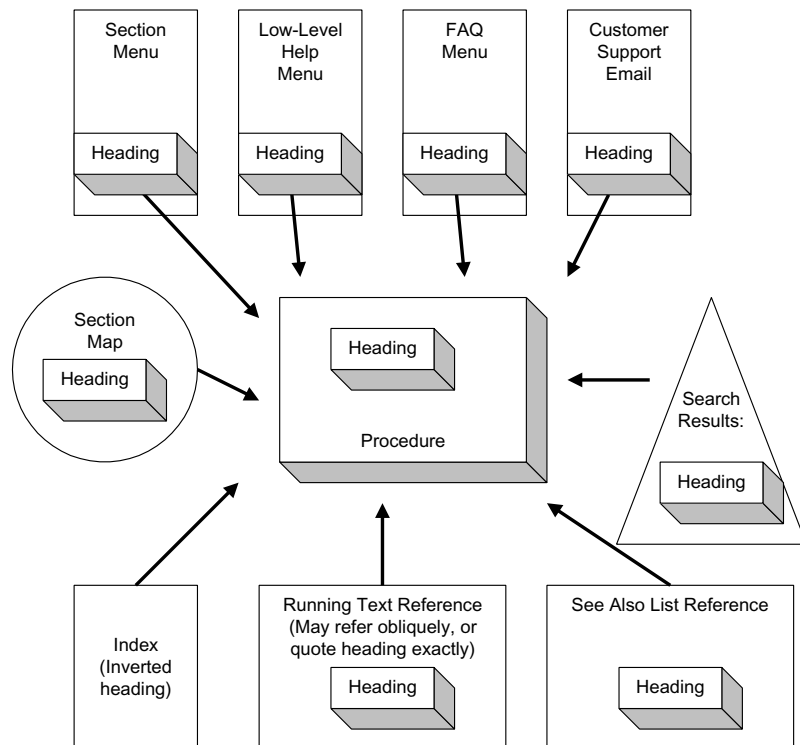 Section
Menu
Heading
Low-Level
Help
Menu
Heading
FAQ
Menu
Heading
Customer
Support
Email
Heading
Section
Map
Heading
Heading
Procedure
Search
Results:
Heading
Index
(Inverted
heading)
Running Text Reference
(May refer obliquely, or
quote heading exactly)
Heading
See Also List Reference
Heading